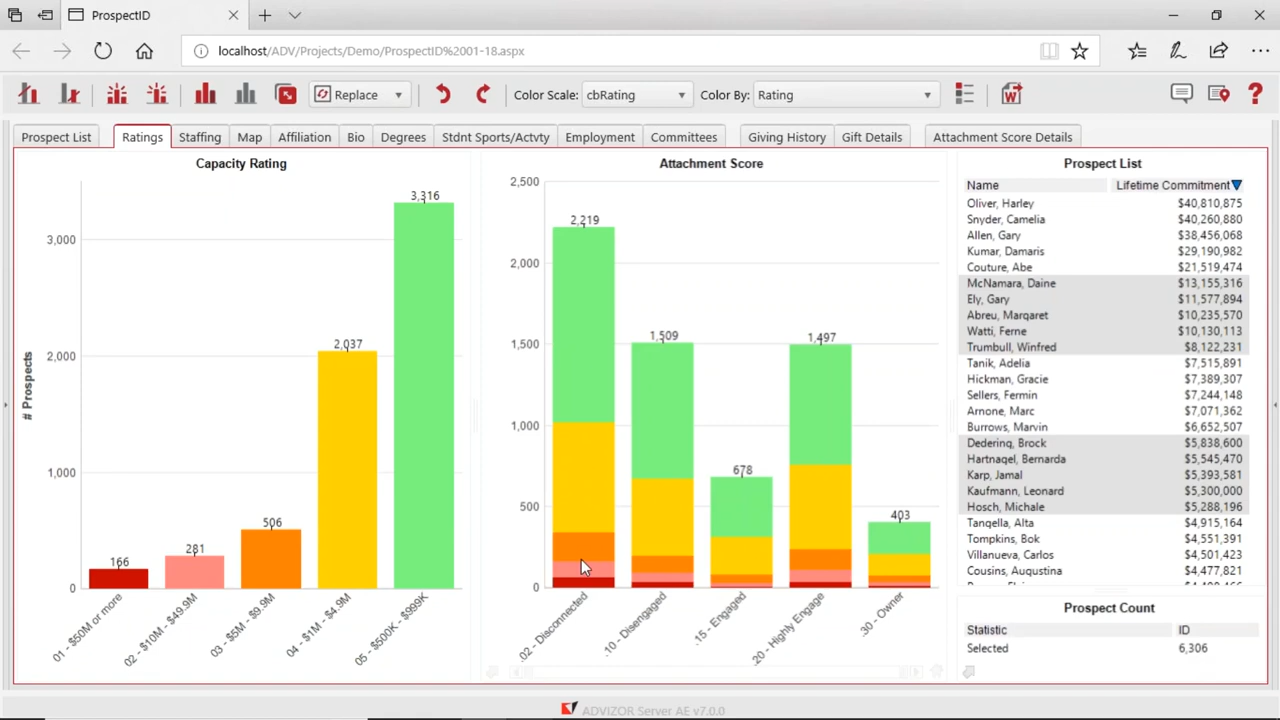 ProspectID
localhost/ADV/Projects/Demo/ProspectID%2001-18.aspx
Replace
Color Scale: cbRating
Color By: Rating
Prospect List Ratings Staffing Map Affiliation Bio Degrees Stdnt Sports/Actvty Employment Committees Giving History Gift Details Attachment Score Details
Capacity Rating
# Prospects
3,000
2,000
1,000
0
166
281
506
2,037
3,316
01 - $50M or more
02 - $10M - $49.9M
03 - $5M - $9.9M
04 - $1M - $4.9M
05 - $500K - $999K
Attachment Score
2,500
2,000
1,500
1,000
500
0
2,219
1,509
678
1,497
403
.02 - Disconnected
.10 - Disengaged
.15 - Engaged
.20 - Highly Engage
.30 - Owner
Prospect List
Name Lifetime Commitment
Oliver, Harley $40,810,875
Snyder, Camelia $40,260,880
Allen, Gary $38,456,068
Kumar, Damaris $29,190,982
Couture, Abe $21,519,474
McNamara, Daine $13,155,316
Ely, Gary $11,577,894
Abreu, Margaret $10,235,570
Watti, Ferne $10,130,113
Trumbull, Winfred $8,122,231
Tanik, Adelia $7,515,891
Hickman, Gracie $7,389,307
Sellers, Fermin $7,244,148
Arnone, Marc $7,071,362
Burrows, Marvin $6,652,507
Dedering, Brock $5,838,600
Hartnagel, Bernarda $5,545,470
Karp, Jamal $5,393,581
Kaufmann, Leonard $5,300,000
Hosch, Michale $5,288,196
Tangella, Alta $4,915,164
Tompkins, Bok $4,551,391
Villanueva, Carlos $4,501,423
Cousins, Augustina $4,477,821
Prospect Count
Statistic ID
Selected 6,306
ADVIZOR Server AE v7.0.0